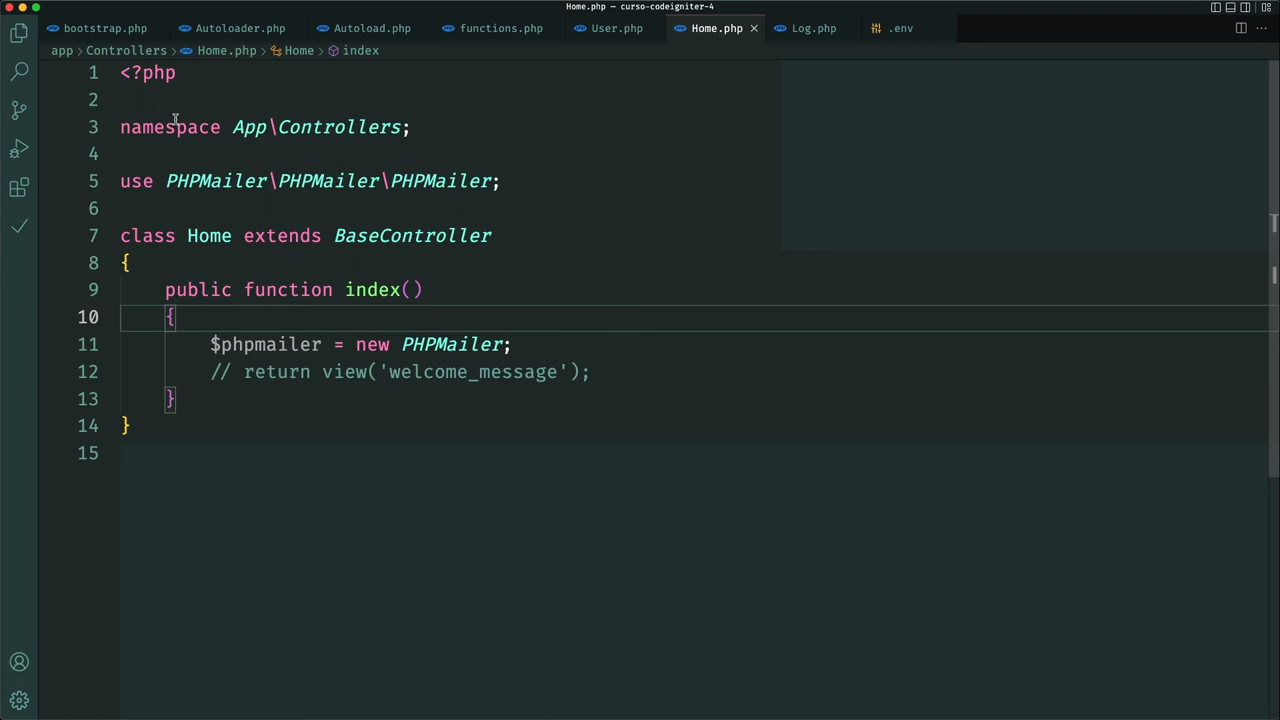 Home.php — curso-codeigniter-4
bootstrap.php Autoloader.php Autoload.php functions.php User.php Home.php Log.php .env
app > Controllers > Home.php > Home > index
1 <?php
2
3 namespace App\Controllers;
4
5 use PHPMailer\PHPMailer\PHPMailer;
6
7 class Home extends BaseController
8 {
9 public function index()
10 {
11 $phpmailer = new PHPMailer;
12 // return view('welcome_message');
13 }
14 }
15